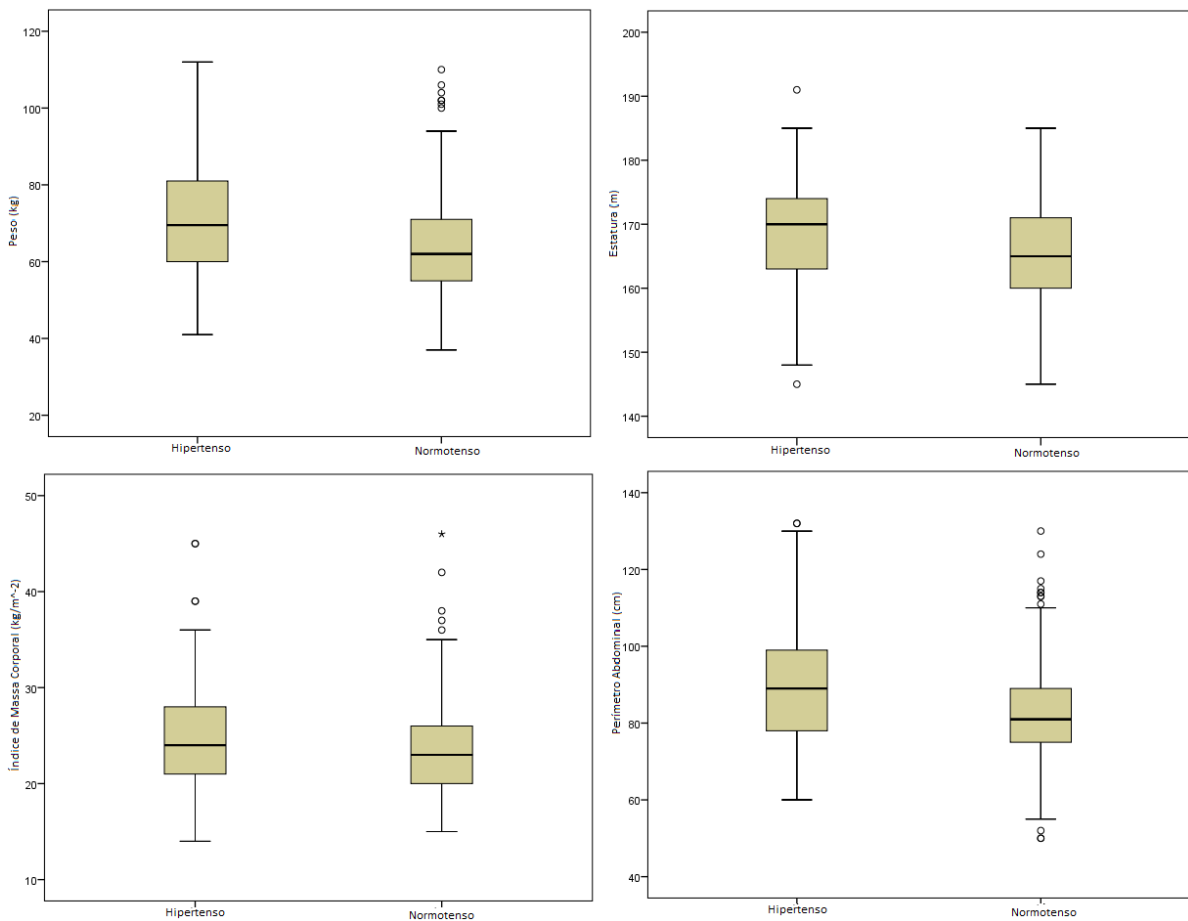 120
100
80
60
40
20
Peso (kg)
Hipertenso
Normotenso
200
190
180
170
160
150
140
Estatura (m)
Hipertenso
Normotenso
50
40
30
20
10
Índice de Massa Corporal (kg/m^-2)
Hipertenso
Normotenso
140
120
100
80
60
40
Perímetro Abdominal (cm)
Hipertenso
Normotenso